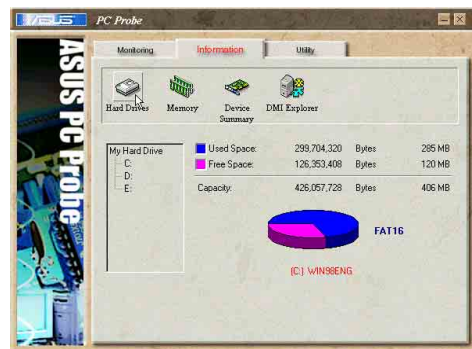 ASUS PC Probe
Monitoring Information Utility
Hard Drives Memory Device Summary DMI Explorer
ASUS PC Probe
My Hard Drive
C:
D:
E:
Used Space: 299,704,320 Bytes 285 MB
Free Space: 126,353,408 Bytes 120 MB
Capacity: 426,057,728 Bytes 406 MB
FAT16
(C:) WIN98ENG